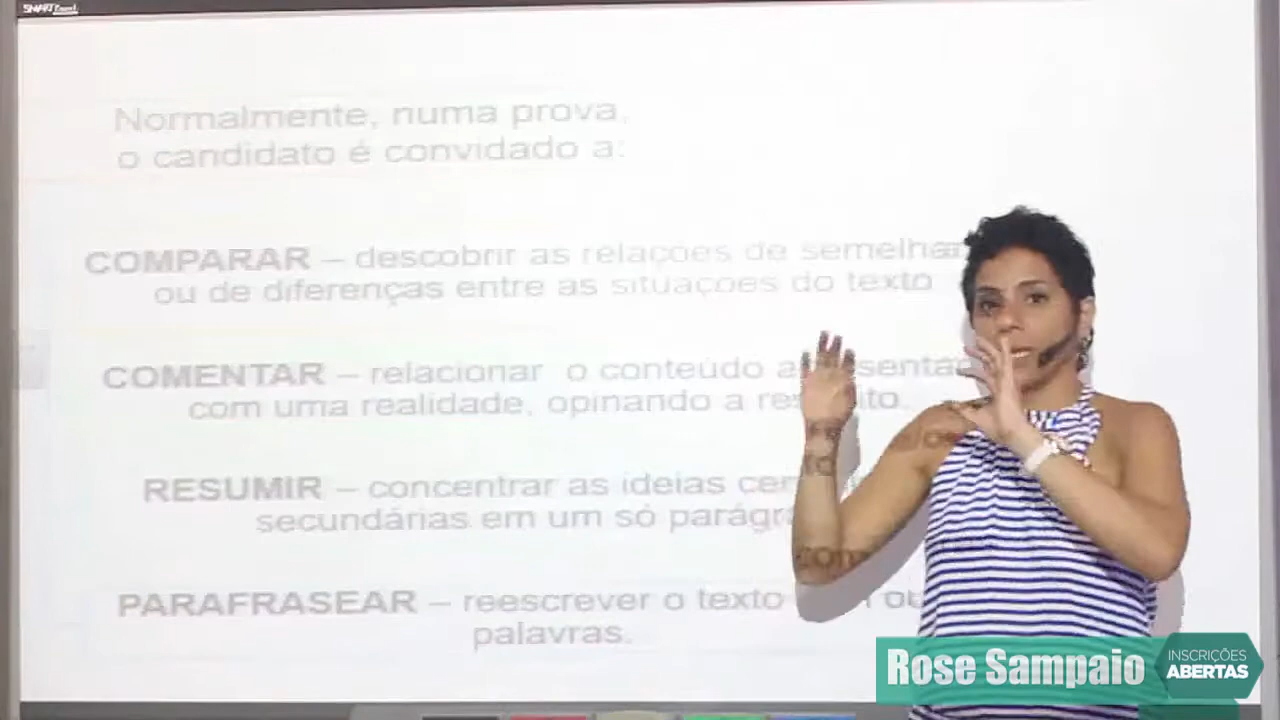 SMART Board
Normalmente, numa prova,
o candidato é convidado a:
COMPARAR – descobrir as relações de
ou de diferenças entre as situações do texto
COMENTAR – relacionar o conteúdo
com uma realidade, opinando a
RESUMIR – concentrar as ideias
secundárias em um só
PARAFRASEAR – reescrever o texto
palavras.
Rose Sampaio
INSCRIÇÕES
ABERTAS